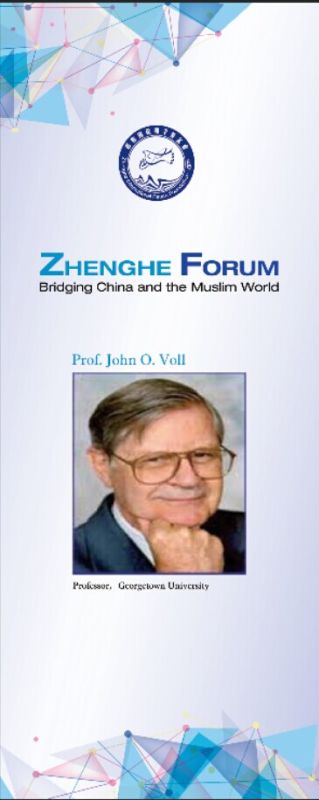 ZHENGHE FORUM
Bridging China and the Muslim World
Prof. John O. Voll
Professor, Georgetown University